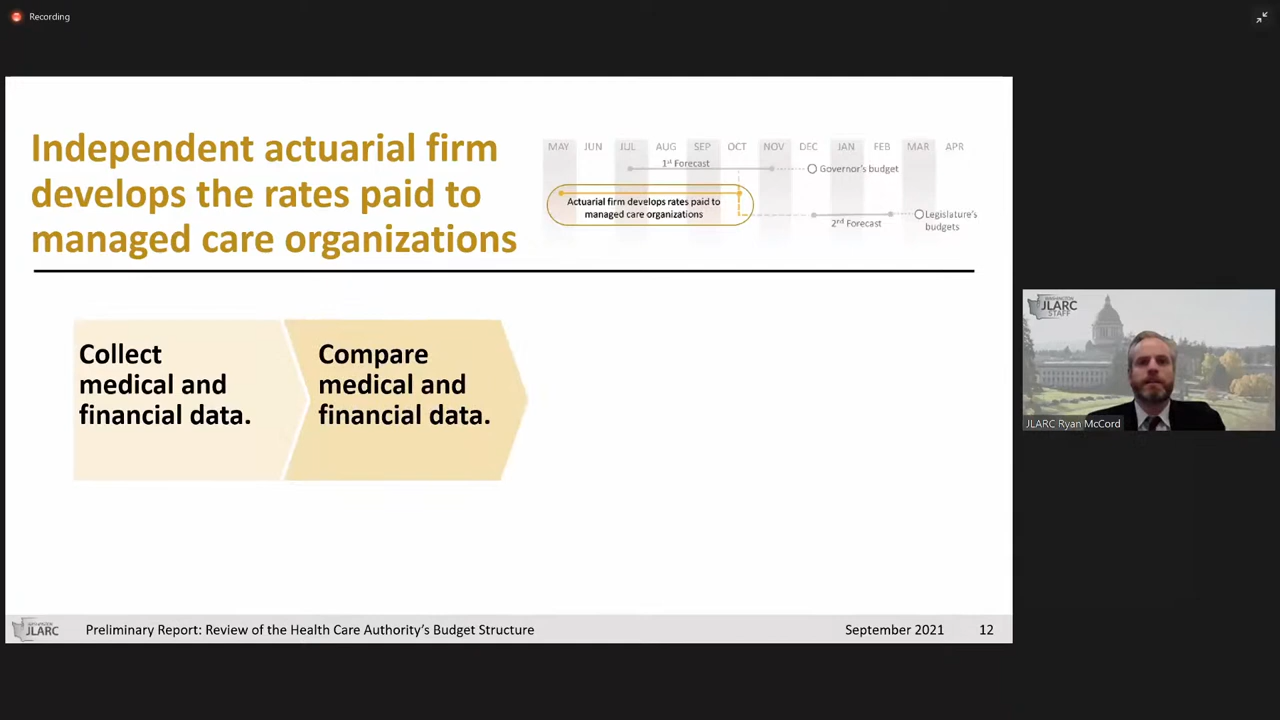 Recording
Independent actuarial firm
develops the rates paid to
managed care organizations
MAY JUN JUL AUG SEP OCT NOV DEC JAN FEB MAR APR
1st Forecast
Governor's budget
Actuarial firm develops rates paid to
managed care organizations
2nd Forecast
Legislature's
budgets
Collect
medical and
financial data.
Compare
medical and
financial data.
WASHINGTON
JLARC
STAFF
JLARC Ryan McCord
JLARC
Preliminary Report: Review of the Health Care Authority's Budget Structure
September 2021
12